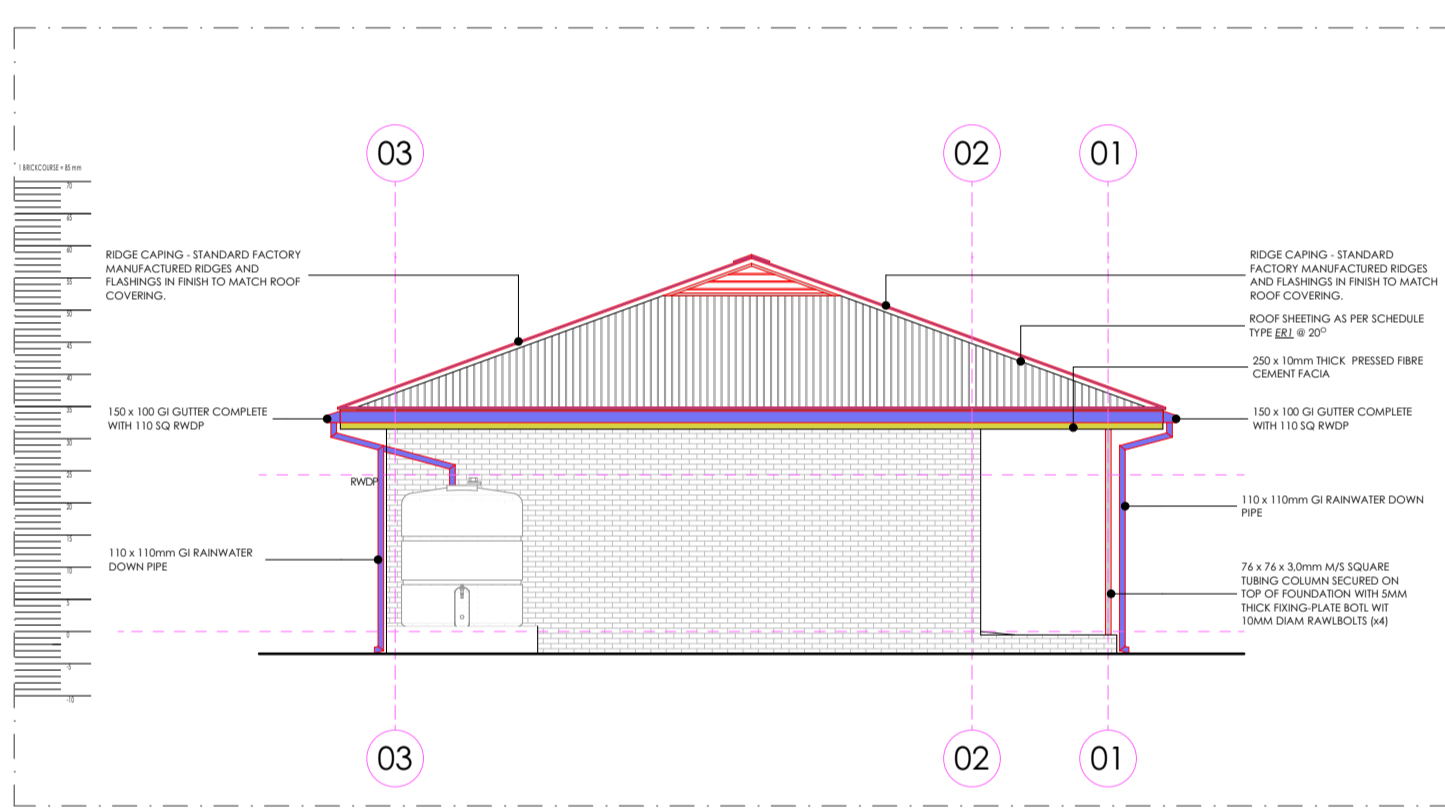 03
02
01
* 1 BRICKCOURSE = 85 mm
70
65
60
55
50
45
40
35
30
25
20
15
10
5
0
-5
-10
RIDGE CAPING - STANDARD FACTORY
MANUFACTURED RIDGES AND
FLASHINGS IN FINISH TO MATCH ROOF
COVERING.
150 x 100 GI GUTTER COMPLETE
WITH 110 SQ RWDP
RWDP
110 x 110mm GI RAINWATER
DOWN PIPE
RIDGE CAPING - STANDARD
FACTORY MANUFACTURED RIDGES
AND FLASHINGS IN FINISH TO MATCH
ROOF COVERING.
ROOF SHEETING AS PER SCHEDULE
TYPE ER1 @ 20°
250 x 10mm THICK PRESSED FIBRE
CEMENT FACIA
150 x 100 GI GUTTER COMPLETE
WITH 110 SQ RWDP
110 x 110mm GI RAINWATER DOWN
PIPE
76 x 76 x 3,0mm M/S SQUARE
TUBING COLUMN SECURED ON
TOP OF FOUNDATION WITH 5MM
THICK FIXING-PLATE BOTL WIT
10MM DIAM RAWLBOLTS (x4)
03
02
01